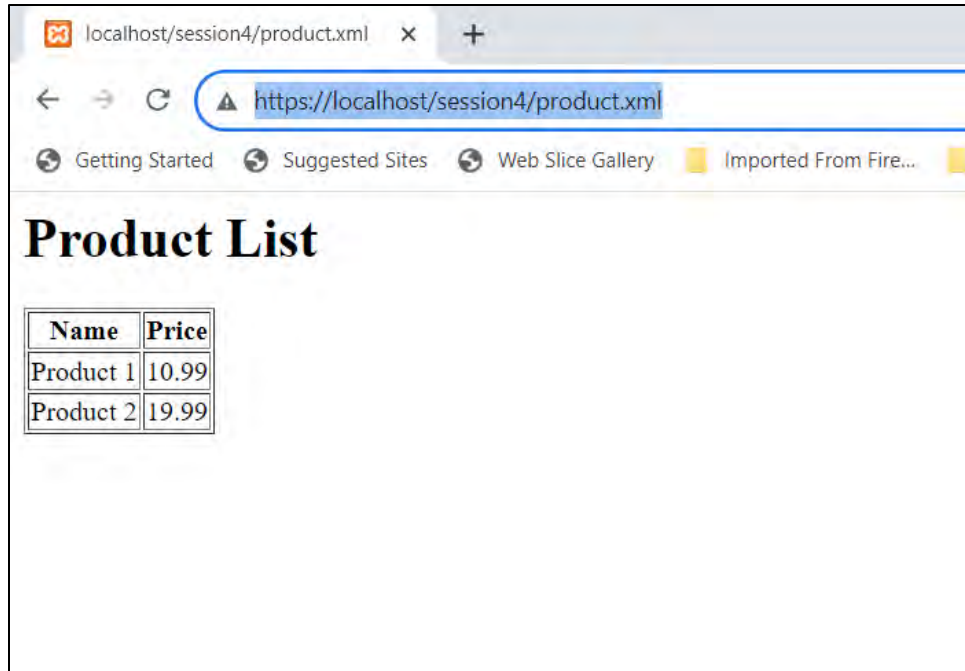 localhost/session4/product.xml
https://localhost/session4/product.xml
Getting Started Suggested Sites Web Slice Gallery Imported From Fire...
Product List
Name Price
Product 1 10.99
Product 2 19.99